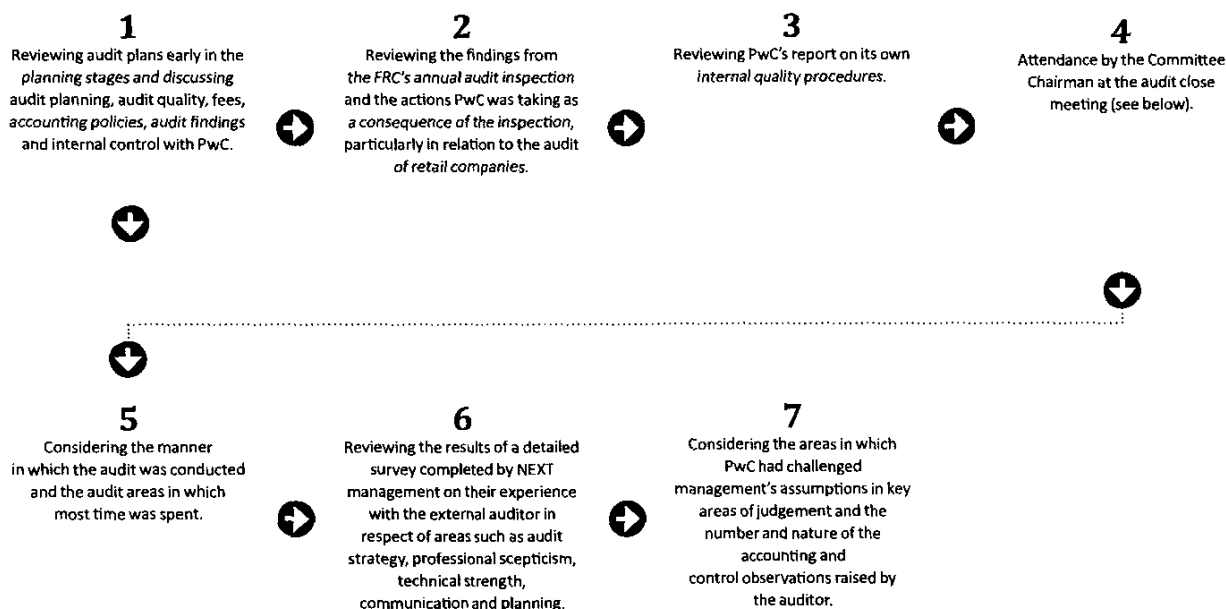 1
Reviewing audit plans early in the
planning stages and discussing
audit planning, audit quality, fees,
accounting policies, audit findings
and internal control with PwC.
2
Reviewing the findings from
the FRC's annual audit inspection
and the actions PwC was taking as
a consequence of the inspection,
particularly in relation to the audit
of retail companies.
3
Reviewing PwC's report on its own
internal quality procedures.
4
Attendance by the Committee
Chairman at the audit close
meeting (see below).
5
Considering the manner
in which the audit was conducted
and the audit areas in which
most time was spent.
6
Reviewing the results of a detailed
survey completed by NEXT
management on their experience
with the external auditor in
respect of areas such as audit
strategy, professional scepticism,
technical strength,
communication and planning.
7
Considering the areas in which
PwC had challenged
management's assumptions in key
areas of judgement and the
number and nature of the
accounting and
control observations raised by
the auditor.